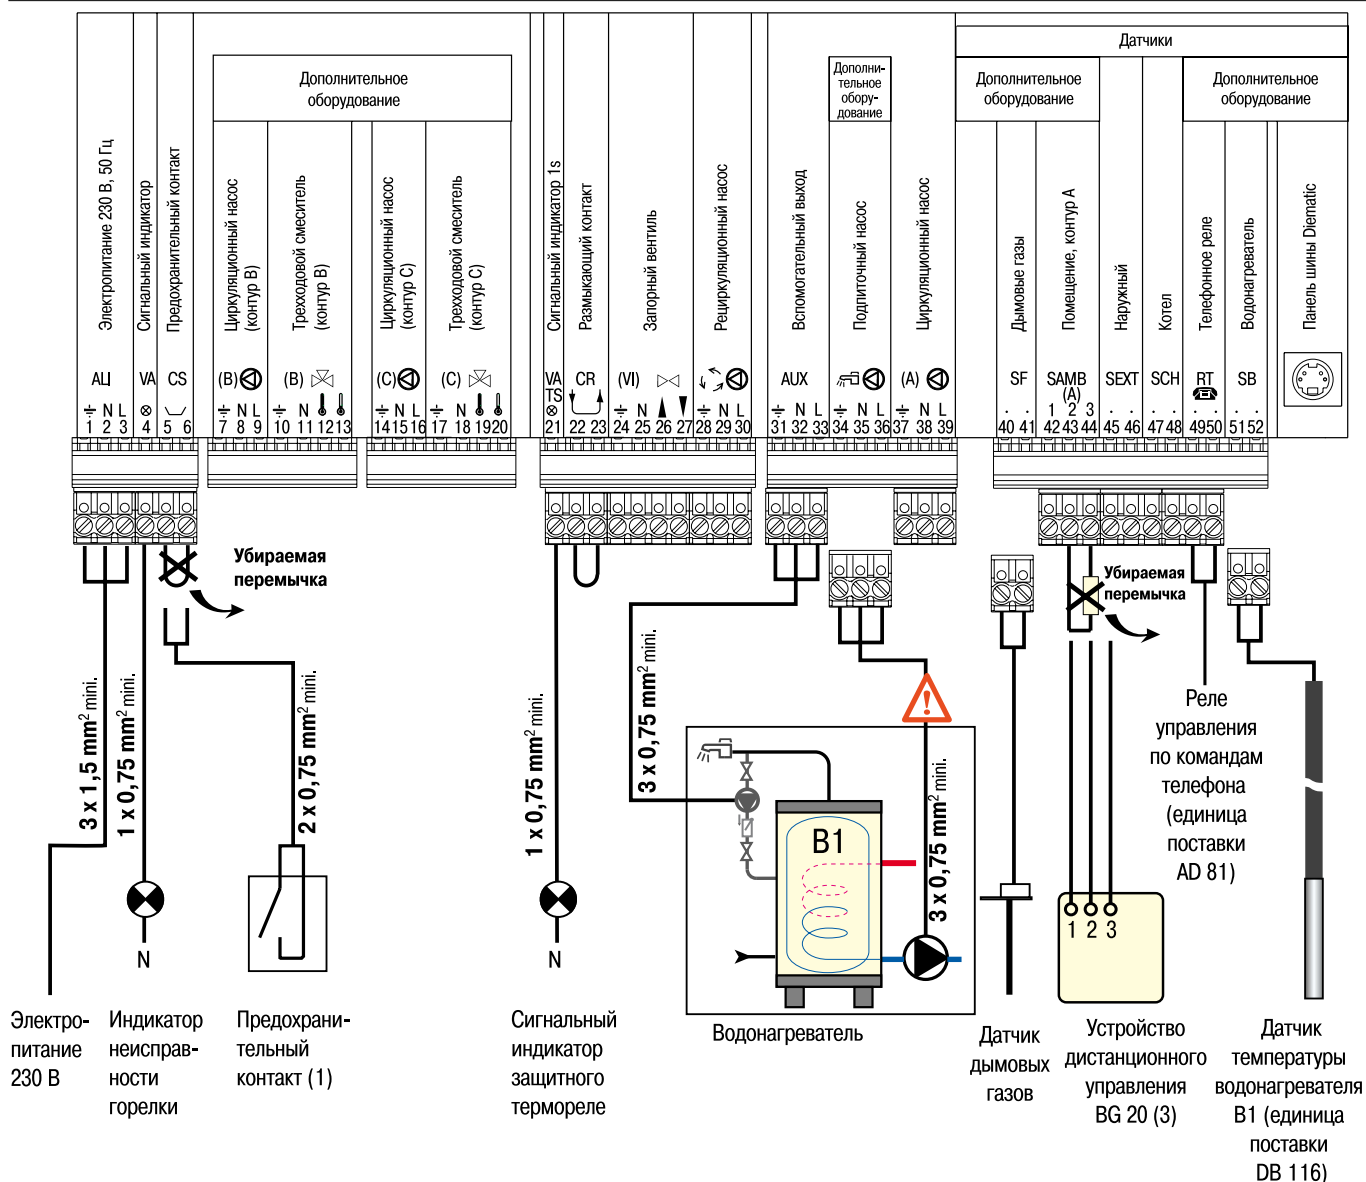 Датчики
Дополнительное
оборудование
Дополни-
тельное
обору-
дование
Дополнительное
оборудование
Дополнительное
оборудование
Электропитание 230 В, 50 Гц
Сигнальный индикатор
Предохранительный контакт
Циркуляционный насос
(контур B)
Трехходовой смеситель
(контур B)
Циркуляционный насос
(контур C)
Трехходовой смеситель
(контур C)
Сигнальный индикатор 1s
Размыкающий контакт
Запорный вентиль
Рециркуляционный насос
Вспомогательный выход
Подпиточный насос
Циркуляционный насос
Дымовые газы
Помещение, контур A
Наружный
Котел
Телефонное реле
Водонагреватель
Панель шины Diematic
ALI VA CS (B) (B) (C) (C) VA TS CR (VI) AUX (A) SF SAMB (A) SEXT SCH RT SB
N L N L N N L N N N L N L N L N L 1 2 3
1 2 3 4 5 6 7 8 9 10 11 12 13 14 15 16 17 18 19 20 21 22 23 24 25 26 27 28 29 30 31 32 33 34 35 36 37 38 39 40 41 42 43 44 45 46 47 48 49 50 51 52
Убираемая
перемычка
Убираемая
перемычка
3 x 1,5 mm² mini.
1 x 0,75 mm² mini.
2 x 0,75 mm² mini.
1 x 0,75 mm² mini.
3 x 0,75 mm² mini.
3 x 0,75 mm² mini.
Реле
управления
по командам
телефона
(единица
поставки
AD 81)
B1
1 2 3
N
N
Электро-
питание
230 В
Индикатор
неисправ-
ности
горелки
Предохрани-
тельный
контакт (1)
Сигнальный
индикатор
защитного
термореле
Водонагреватель
Датчик
дымовых
газов
Устройство
дистанционного
управления
BG 20 (3)
Датчик
температуры
водонагревателя
B1 (единица
поставки
DB 116)